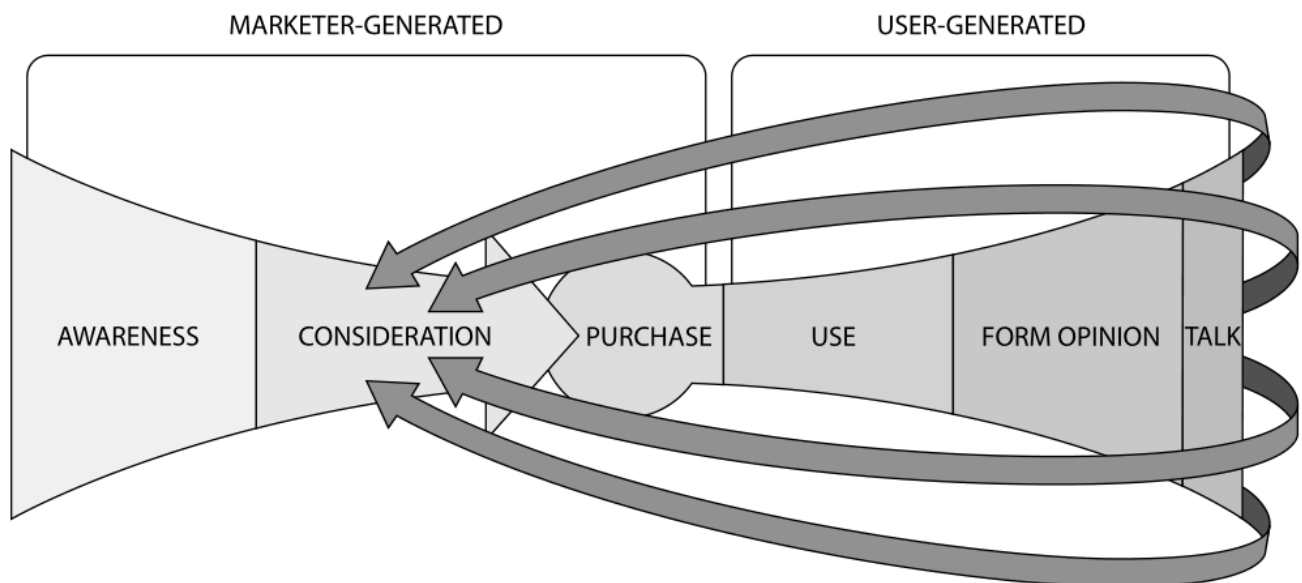 MARKETER-GENERATED
USER-GENERATED
AWARENESS
CONSIDERATION
PURCHASE
USE
FORM OPINION
TALK